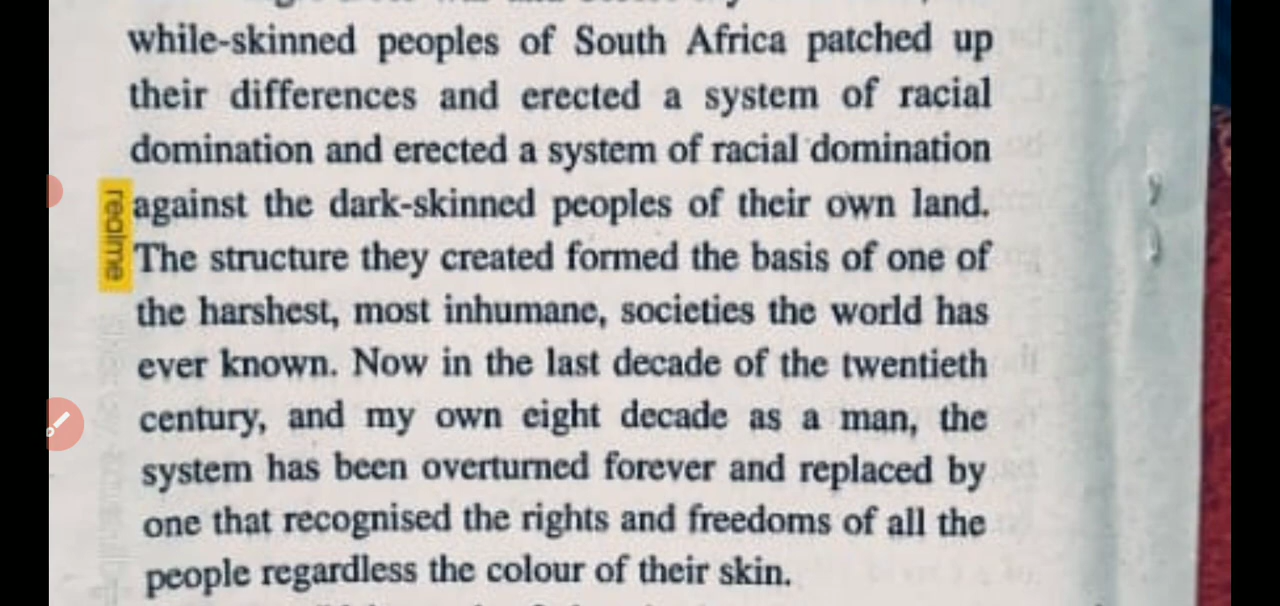 while-skinned peoples of South Africa patched up
their differences and erected a system of racial
domination and erected a system of racial domination
against the dark-skinned peoples of their own land.
The structure they created formed the basis of one of
the harshest, most inhumane, societies the world has
ever known. Now in the last decade of the twentieth
century, and my own eight decade as a man, the
system has been overturned forever and replaced by
one that recognised the rights and freedoms of all the
people regardless the colour of their skin.
realme